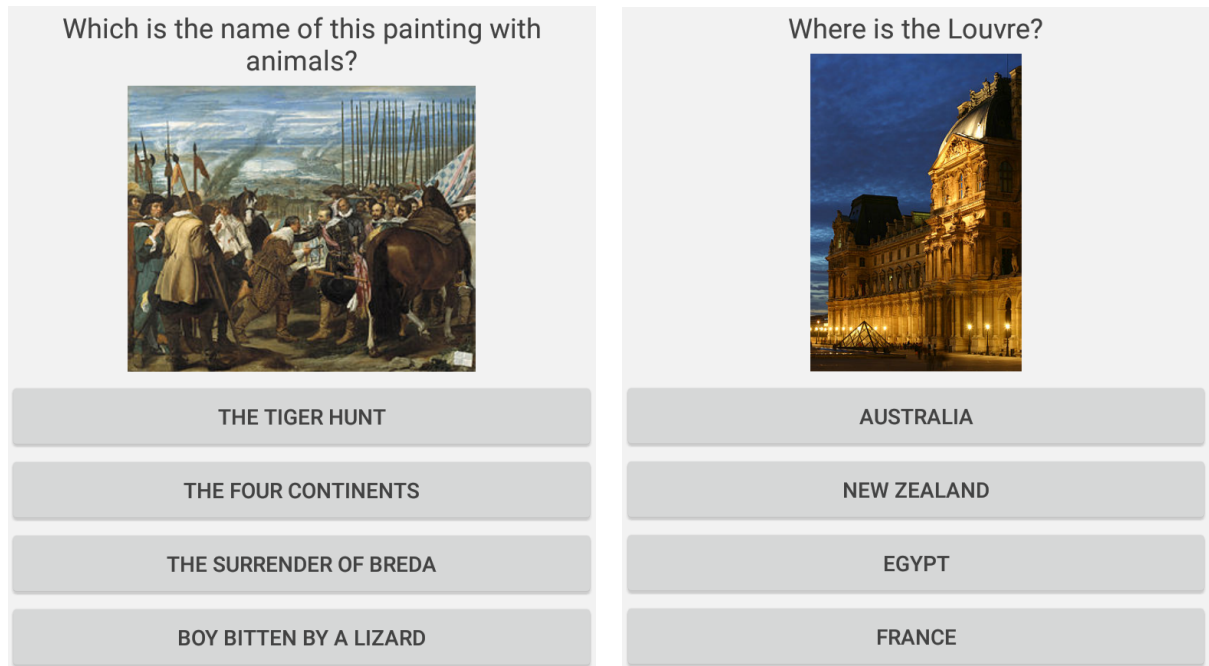 Which is the name of this painting with
animals?
THE TIGER HUNT
THE FOUR CONTINENTS
THE SURRENDER OF BREDA
BOY BITTEN BY A LIZARD
Where is the Louvre?
AUSTRALIA
NEW ZEALAND
EGYPT
FRANCE